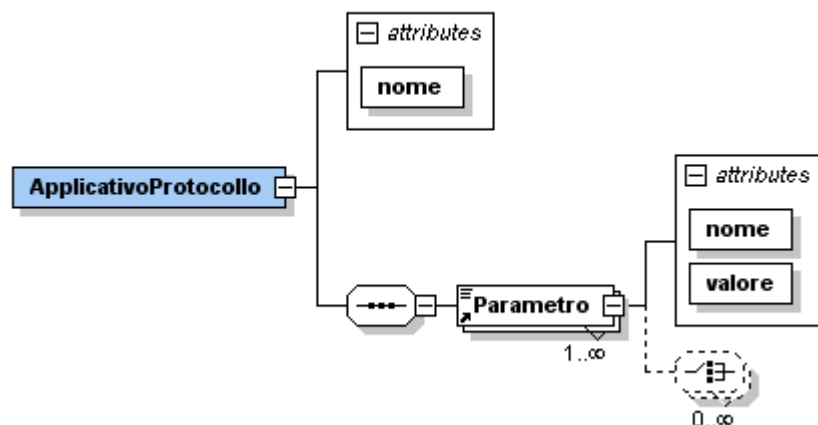 attributes
nome
ApplicativoProtocollo
attributes
nome
valore
Parametro
1..∞
0..∞